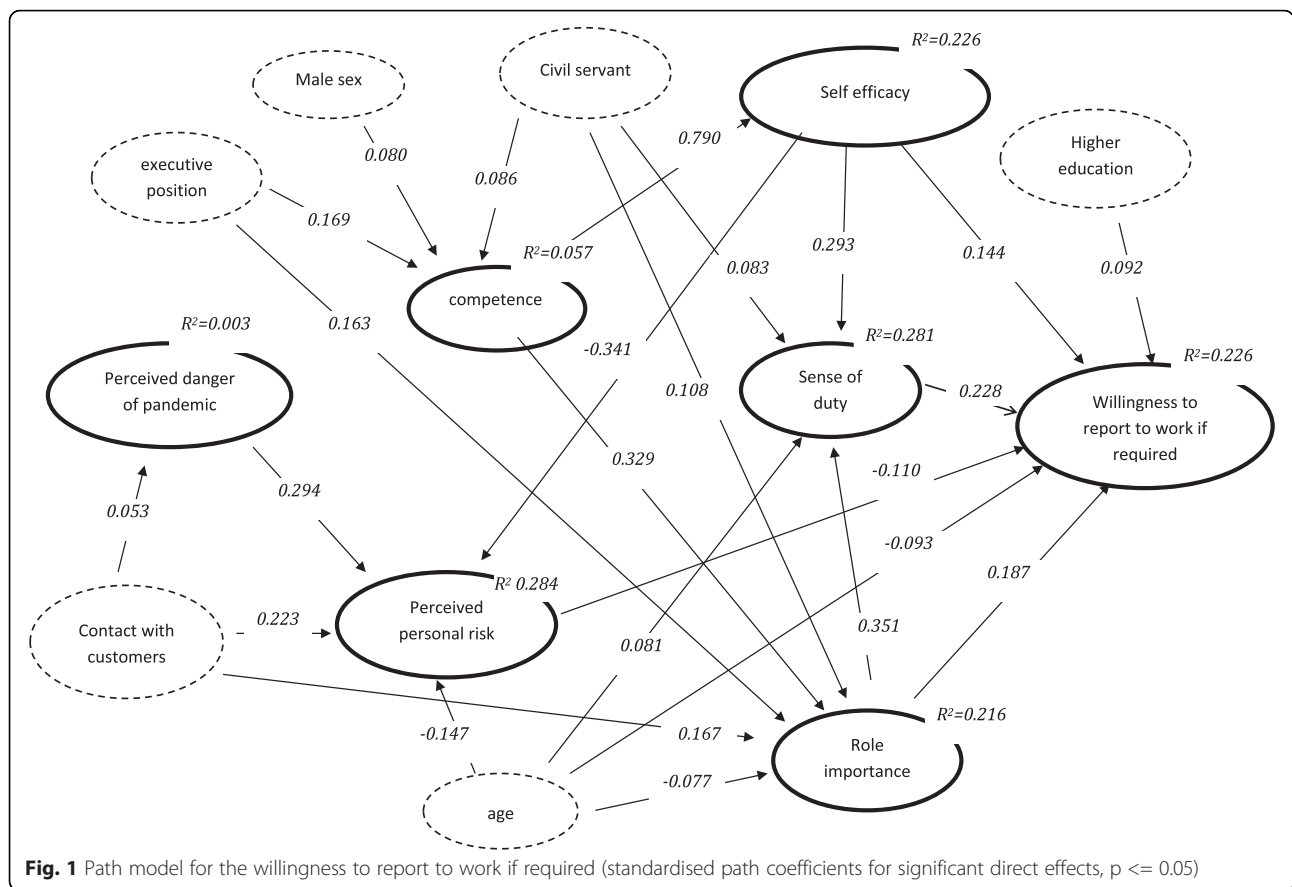 R²=0.226
Male sex
Civil servant
Self efficacy
Higher
education
executive
position
0.080
0.086
0.790
0.169
0.293
0.144
0.092
0.083
R²=0.057
competence
R²=0.003
0.163
-0.341
0.108
R²=0.281
R²=0.226
Perceived danger
of pandemic
Sense of
duty
0.228
Willingness to
report to work if
required
0.329
-0.110
0.294
0.053
-0.093
R² 0.284
0.187
Perceived
personal risk
Contact with
customers
0.223
0.081
0.351
-0.147
0.167
R²=0.216
Role
importance
-0.077
age
Fig. 1 Path model for the willingness to report to work if required (standardised path coefficients for significant direct effects, p <= 0.05)